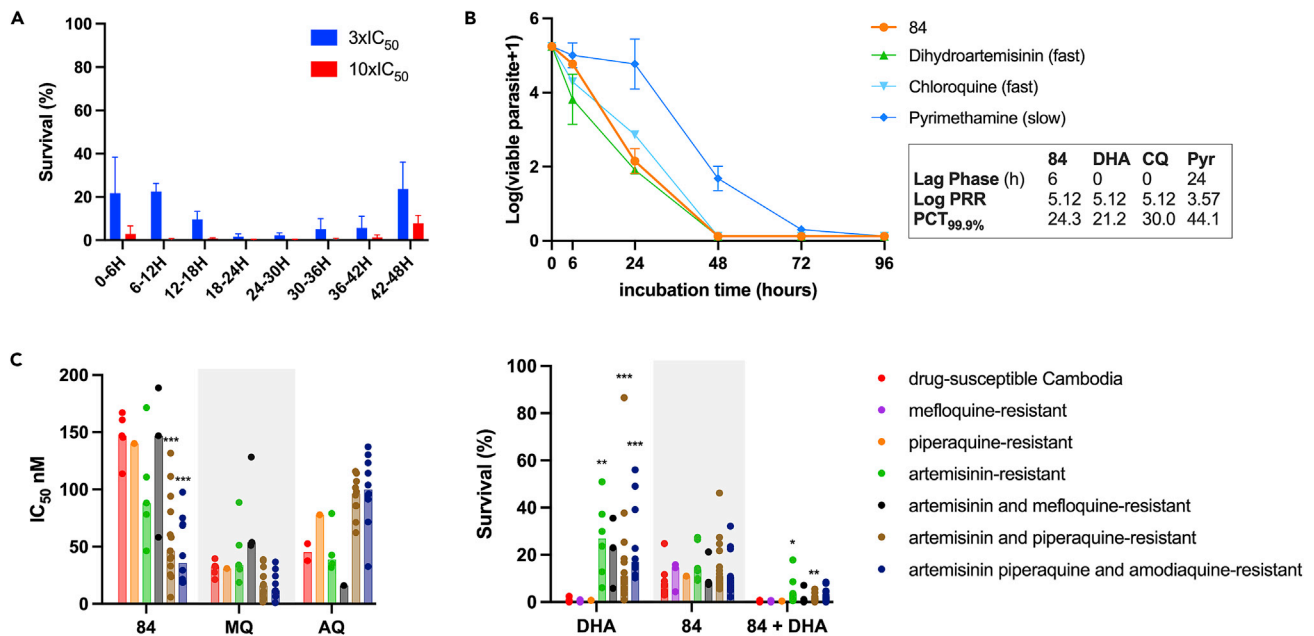 A
100
80
60
40
20
0
Survival (%)
3xIC50
10xIC50
0-6H
6-12H
12-18H
18-24H
24-30H
30-36H
36-42H
42-48H
B
6
4
2
0
Log(viable parasite+1)
0 6 24 48 72 96
incubation time (hours)
84
Dihydroartemisinin (fast)
Chloroquine (fast)
Pyrimethamine (slow)
84 DHA CQ Pyr
Lag Phase (h) 6 0 0 24
Log PRR 5.12 5.12 5.12 3.57
PCT99.9% 24.3 21.2 30.0 44.1
C
200
150
100
50
0
IC50 nM
***
***
84 MQ AQ
100
80
60
40
20
0
Survival (%)
**
***
***
*
**
DHA 84 84 + DHA
drug-susceptible Cambodia
mefloquine-resistant
piperaquine-resistant
artemisinin-resistant
artemisinin and mefloquine-resistant
artemisinin and piperaquine-resistant
artemisinin piperaquine and amodiaquine-resistant